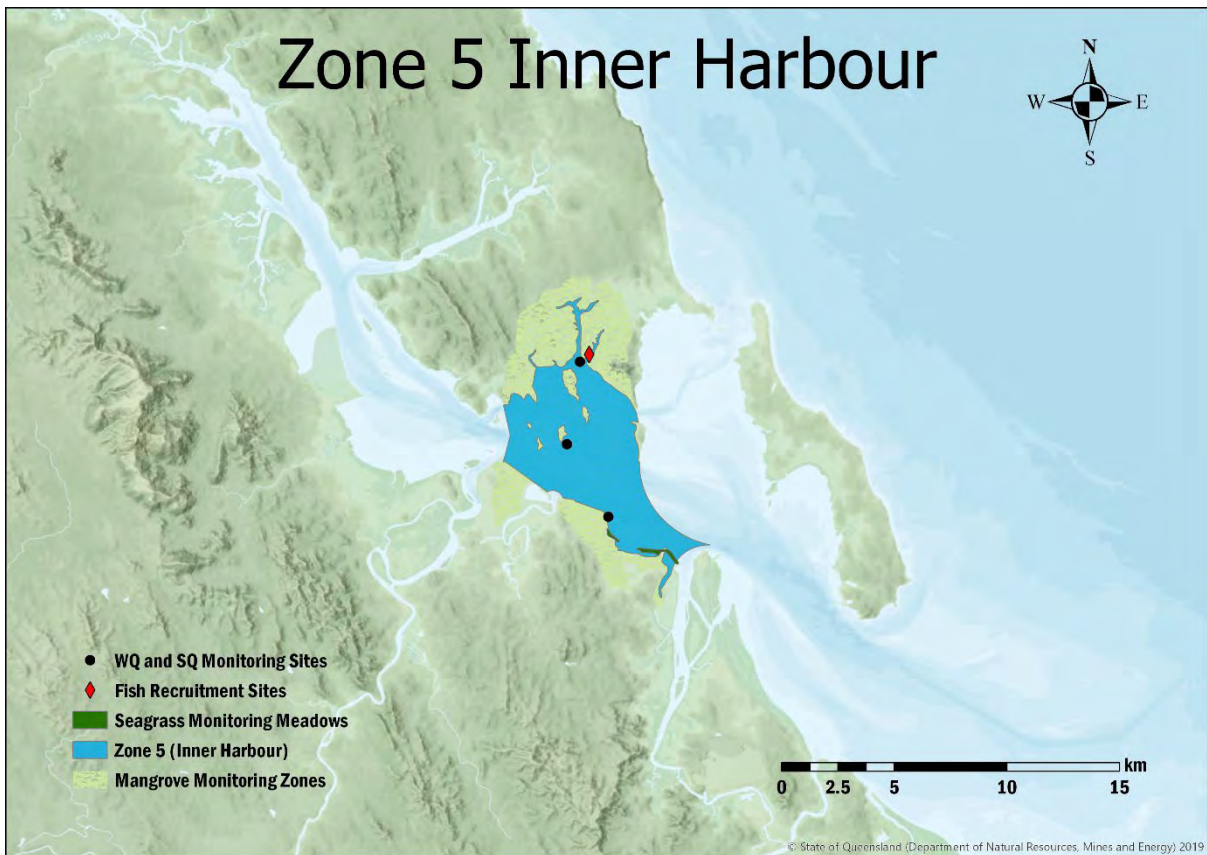 Zone 5 Inner Harbour
N
W E
S
WQ and SQ Monitoring Sites
Fish Recruitment Sites
Seagrass Monitoring Meadows
Zone 5 (Inner Harbour)
Mangrove Monitoring Zones
km
0 2.5 5 10 15
© State of Queensland (Department of Natural Resources, Mines and Energy) 2019